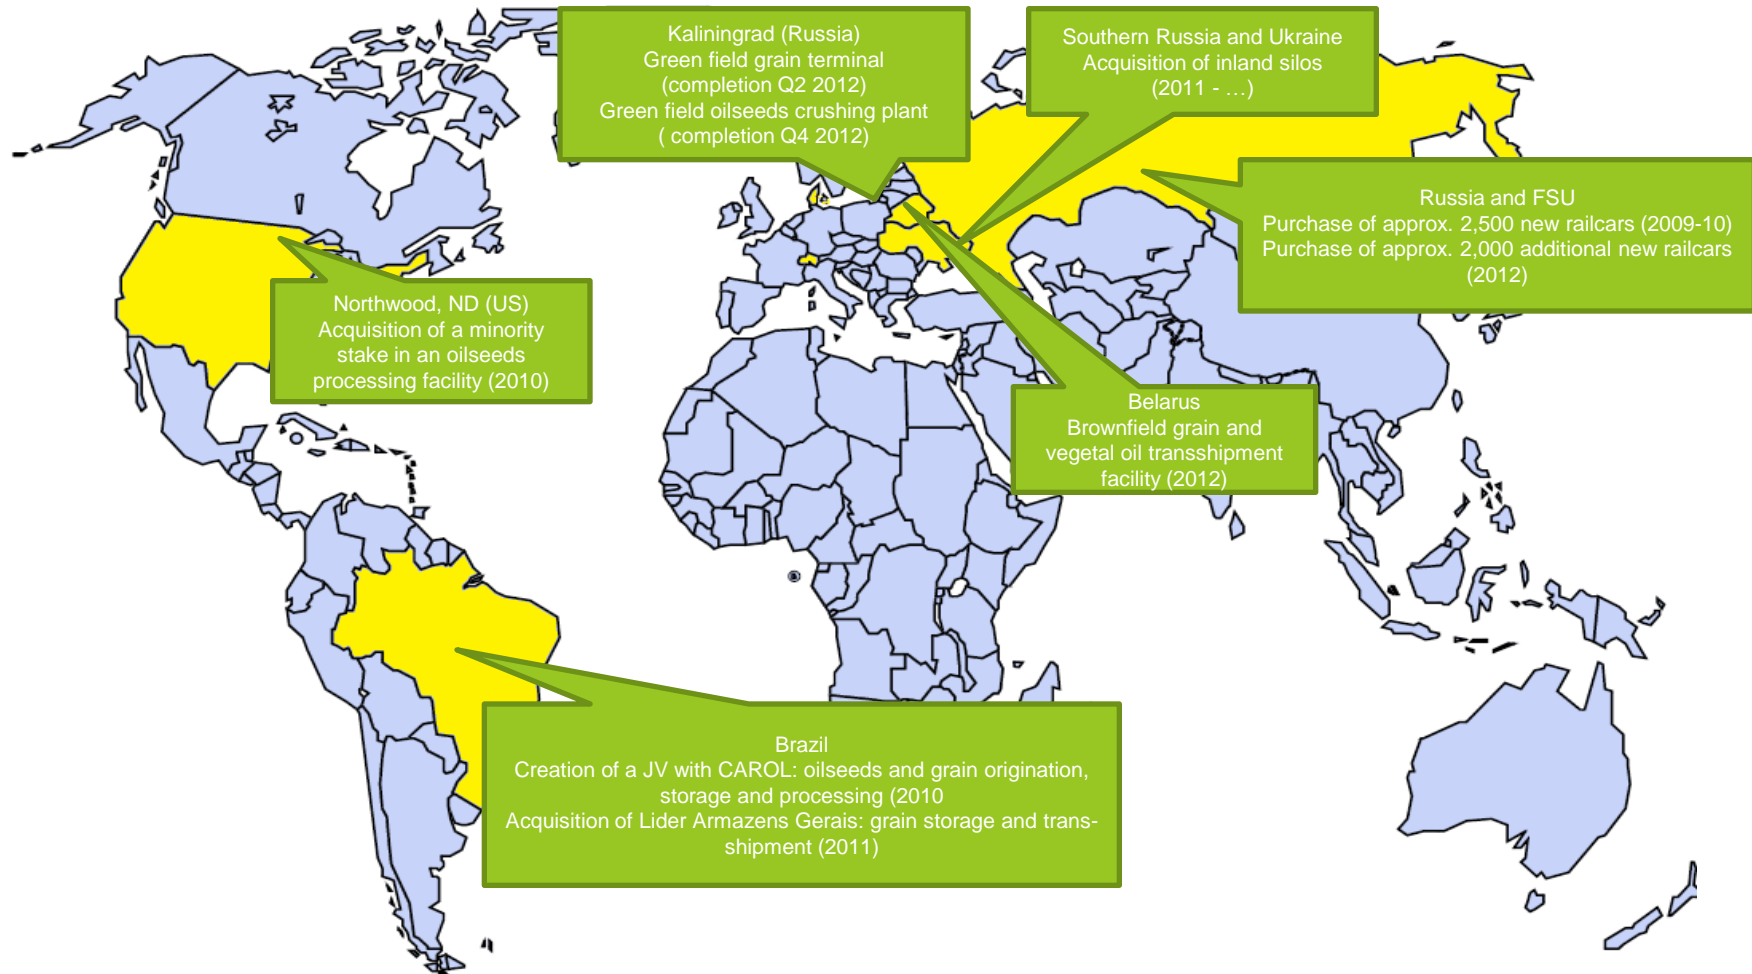 Kaliningrad (Russia)
Green field grain terminal
(completion Q2 2012)
Green field oilseeds crushing plant
( completion Q4 2012)
Southern Russia and Ukraine
Acquisition of inland silos
(2011 - …)
Russia and FSU
Purchase of approx. 2,500 new railcars (2009-10)
Purchase of approx. 2,000 additional new railcars
(2012)
Northwood, ND (US)
Acquisition of a minority
stake in an oilseeds
processing facility (2010)
Belarus
Brownfield grain and
vegetal oil transshipment
facility (2012)
Brazil
Creation of a JV with CAROL: oilseeds and grain origination,
storage and processing (2010
Acquisition of Lider Armazens Gerais: grain storage and trans-
shipment (2011)